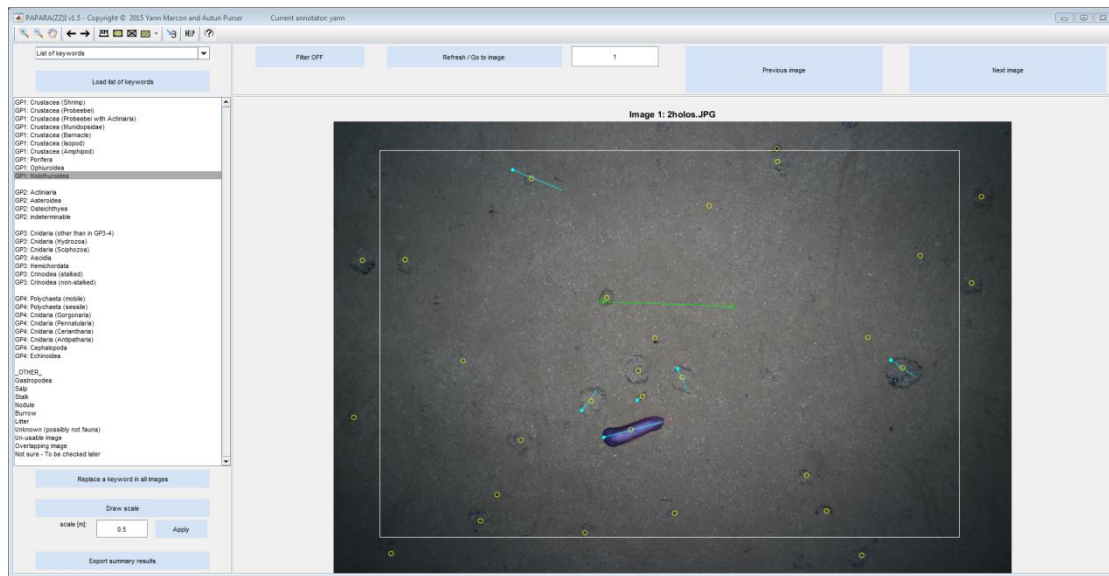 PAPARA(ZZ)I v1.5 - Copyright © 2015 Yann Marcon and Autun Purser Current annotator: yann
XPL
HELP
List of keywords
Load list of keywords
Filter OFF
Refresh / Go to image:
1
Previous image
Next image
GP1: Crustacea (Shrimp)
GP1: Crustacea (Probeebei)
GP1: Crustacea (Probeebei with Actiniaria)
GP1: Crustacea (Munidopsidae)
GP1: Crustacea (Barnacle)
GP1: Crustacea (Isopod)
GP1: Crustacea (Amphipod)
GP1: Porifera
GP1: Ophiuroidea
GP1: Holothuroidea
GP2: Actiniaria
GP2: Asteroidea
GP2: Osteichthyes
GP2: indeterminable
GP3: Cnidaria (other than in GP3-4)
GP3: Cnidaria (Hydrozoa)
GP3: Cnidaria (Sciphozoa)
GP3: Ascidia
GP3: Hemichordata
GP3: Crinoidea (stalked)
GP3: Crinoidea (non-stalked)
GP4: Polychaeta (mobile)
GP4: Polychaeta (sessile)
GP4: Cnidaria (Gorgonaria)
GP4: Cnidaria (Pennatularia)
GP4: Cnidaria (Ceriantharia)
GP4: Cnidaria (Antipatharia)
GP4: Cephalopoda
GP4: Echinoidea
_OTHER_
Gastropodea
Salp
Stalk
Nodule
Burrow
Litter
Unknown (possibly not fauna)
Un-usable image
Overlapping image
Not sure - To be checked later
Image 1: 2holos.JPG
Replace a keyword in all images
Draw scale
scale [m]:
0.5
Apply
Export summary results